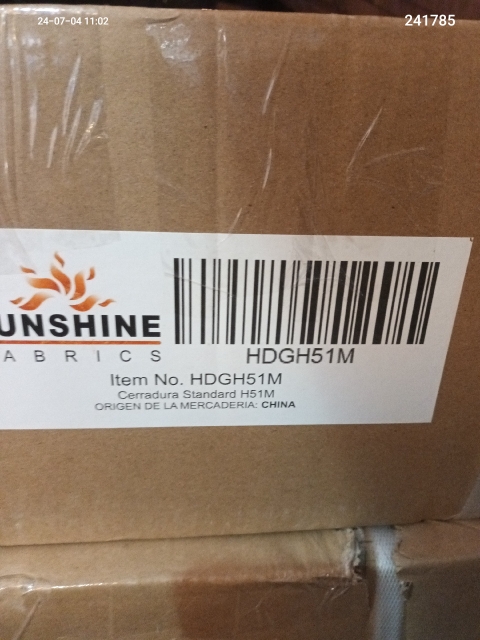 24-07-04 11:02
241785
UNSHINE
ABRICS
HDGH51M
Item No. HDGH51M
Cerradura Standard H51M
ORIGEN DE LA MERCADERIA: CHINA